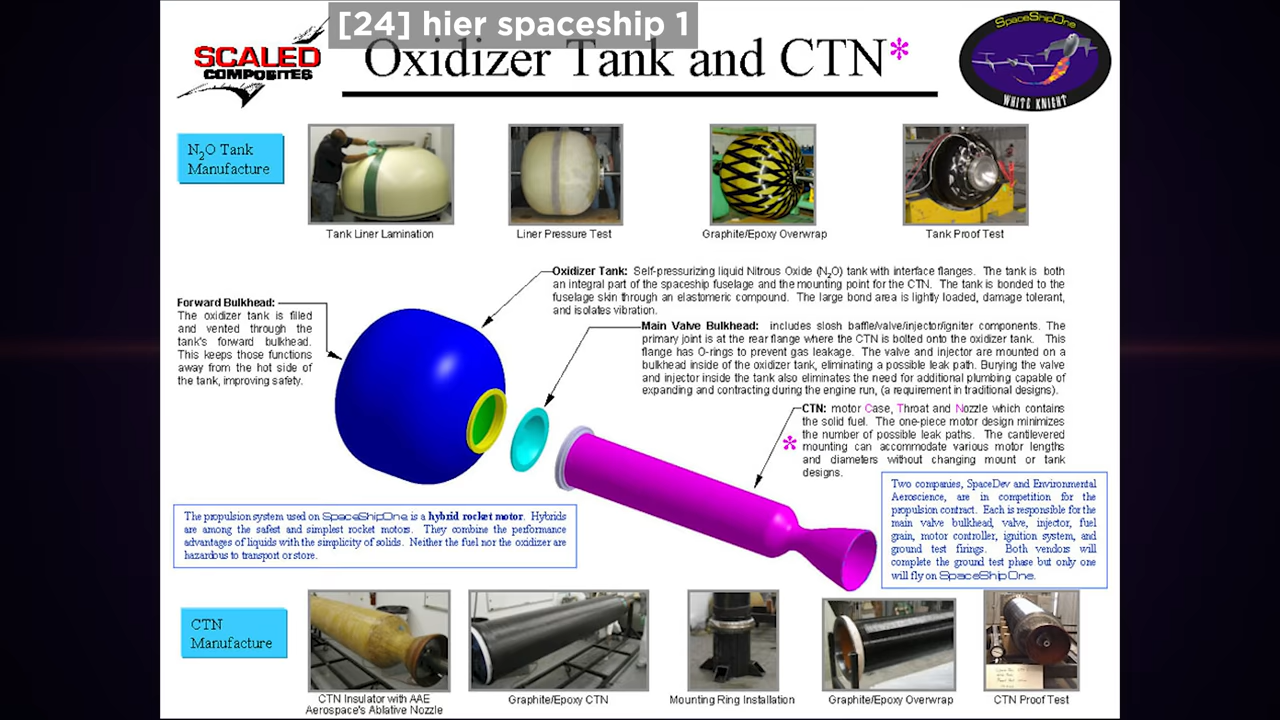 [24] hier spaceship 1
SCALED
COMPOSITES
Oxidizer Tank and CTN*
SpaceShipOne
WHITE KNIGHT
N2O Tank
Manufacture
Tank Liner Lamination
Liner Pressure Test
Graphite/Epoxy Overwrap
Tank Proof Test
Oxidizer Tank: Self-pressurizing liquid Nitrous Oxide (N2O) tank with interface flanges. The tank is both
an integral part of the spaceship fuselage and the mounting point for the CTN. The tank is bonded to the
fuselage skin through an elastomeric compound. The large bond area is lightly loaded, damage tolerant,
and isolates vibration.
Forward Bulkhead:
The oxidizer tank is filled
and vented through the
tank's forward bulkhead.
This keeps those functions
away from the hot side of
the tank, improving safety.
Main Valve Bulkhead: includes slosh baffle/valve/injector/igniter components. The
primary joint is at the rear flange where the CTN is bolted onto the oxidizer tank. This
flange has O-rings to prevent gas leakage. The valve and injector are mounted on a
bulkhead inside of the oxidizer tank, eliminating a possible leak path. Burying the valve
and injector inside the tank also eliminates the need for additional plumbing capable of
expanding and contracting during the engine run, (a requirement in traditional designs).
CTN: motor Case, Throat and Nozzle which contains
the solid fuel. The one-piece motor design minimizes
the number of possible leak paths. The cantilevered
* mounting can accommodate various motor lengths
and diameters without changing mount or tank
designs.
Two companies, SpaceDev and Environmental
Aeroscience, are in competition for the
propulsion contract. Each is responsible for the
main valve bulkhead, valve, injector, fuel
grain, motor controller, ignition system, and
ground test firings. Both vendors will
complete the ground test phase but only one
will fly on SpaceShipOne.
The propulsion system used on SpaceShipOne is a hybrid rocket motor. Hybrids
are among the safest and simplest rocket motors. They combine the performance
advantages of liquids with the simplicity of solids. Neither the fuel nor the oxidizer are
hazardous to transport or store.
CTN
Manufacture
CTN Insulator with AAE
Aerospace's Ablative Nozzle
Graphite/Epoxy CTN
Mounting Ring Installation
Graphite/Epoxy Overwrap
CTN Proof Test